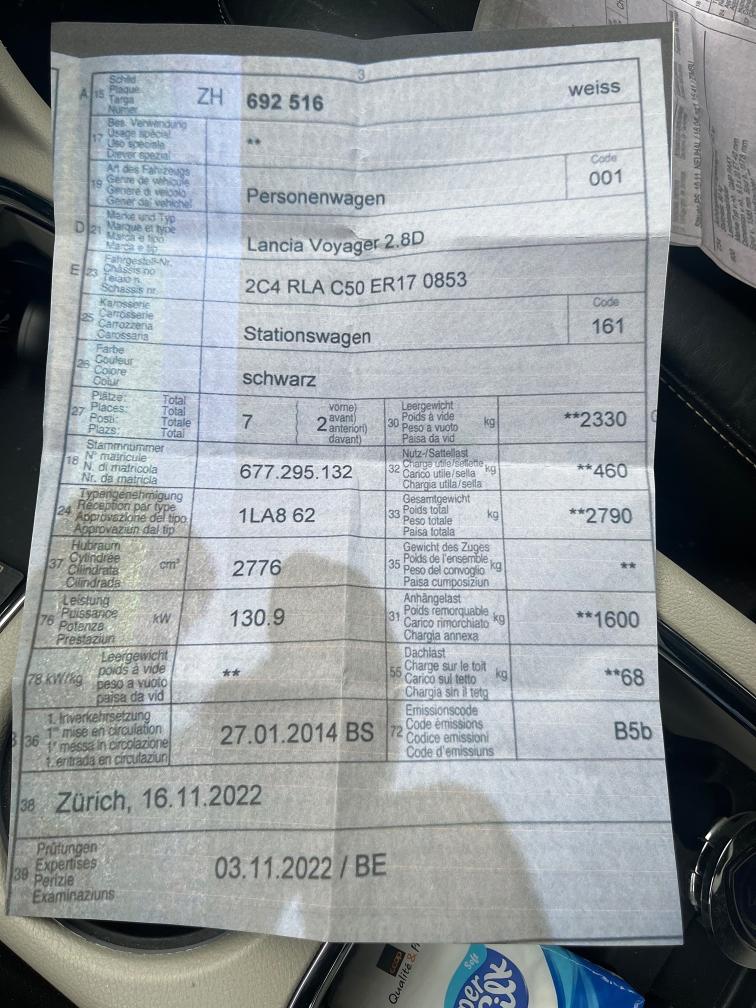 3
A 15 Schild
Plaque
Targa
Numer
ZH 692 516 weiss
17 Bes. Verwendung
Usage spécial
Uso speciale
Diever spezial
**
19 Art des Fahrzeugs
Genre de véhicule
Genere di veicolo
Gener dal vehichel
Personenwagen
Code
001
D 21 Marke und Typ
Marque et type
Marca e tipo
Marca e tip
Lancia Voyager 2.8D
E 23 Fahrgestell-Nr.
Châssis no
Telaio n.
Schassis nr.
2C4 RLA C50 ER17 0853
25 Karosserie
Carrosserie
Carrozzeria
Carossaria
Stationswagen
Code
161
26 Farbe
Couleur
Colore
Colur
schwarz
27 Plätze: Total
Places: Total
Posti: Totale
Plazs: Total
7
2 vorne)
avant)
anteriori)
davant)
30 Leergewicht
Poids à vide
Peso a vuoto
Paisa da vid
kg
**2330
G
18 Stammnummer
N° matricule
N. di matricola
Nr. da matricla
677.295.132
32 Nutz-/Sattellast
Charge utile/sellette
Carico utile/sella
Chargia utila/sella
kg
**460
24 Typengenehmigung
Réception par type
Approvazione del tipo
Approvaziun dal tip
1LA8 62
33 Gesamtgewicht
Poids total
Peso totale
Paisa totala
kg
**2790
37 Hubraum
Cylindrée
Cilindrata
Cilindrada
cm³
2776
35 Gewicht des Zuges
Poids de l'ensemble
Peso del convoglio
Paisa cumposiziun
kg
**
76 Leistung
Puissance
Potenza
Prestaziun
kW
130.9
31 Anhängelast
Poids remorquable
Carico rimorchiato
Chargia annexa
kg
**1600
78 kW/kg Leergewicht
poids à vide
peso a vuoto
paisa da vid
**
55 Dachlast
Charge sur le toit
Carico sul tetto
Chargia sin il tetg
kg
**68
B 36 1. Inverkehrsetzung
1re mise en circulation
1a messa in circolazione
1. entrada en circulaziun
27.01.2014 BS
72 Emissionscode
Code émissions
Codice emissioni
Code d'emissiuns
B5b
38 Zürich, 16.11.2022
39 Prüfungen
Expertises
Perizie
Examinaziuns
03.11.2022 / BE
coop
Qualité &
Soft